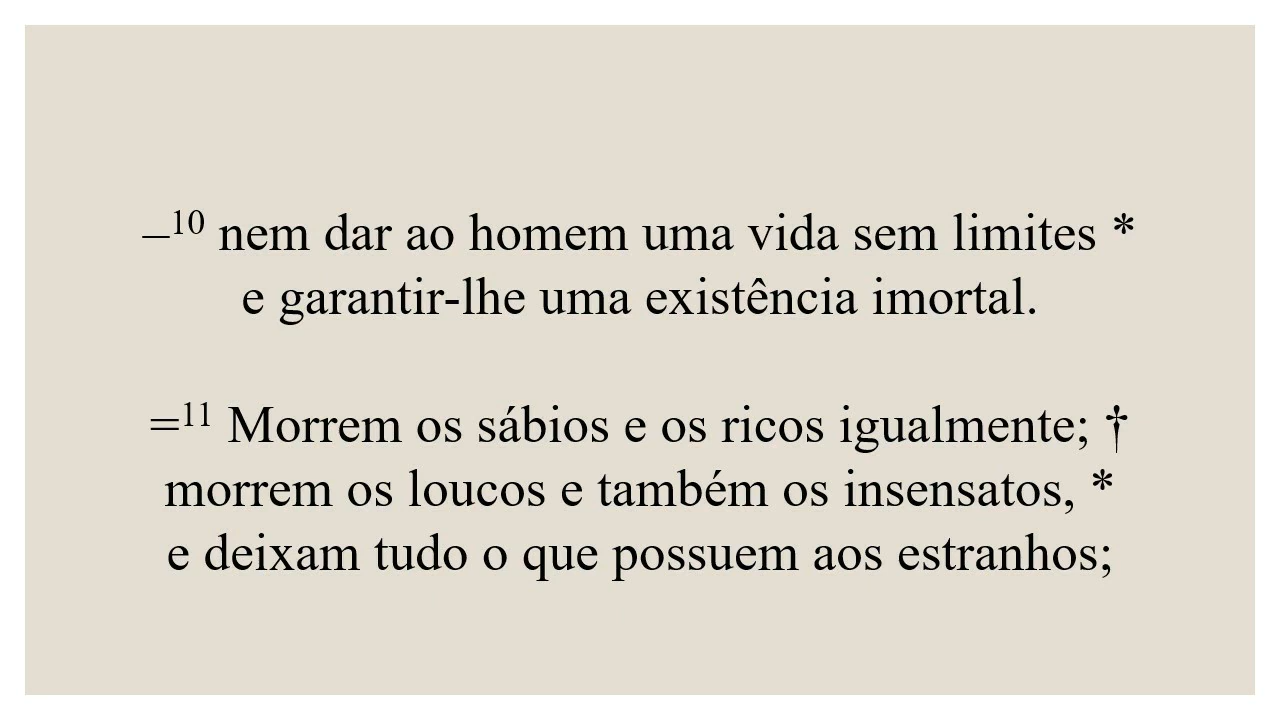 –¹⁰ nem dar ao homem uma vida sem limites *
e garantir-lhe uma existência imortal.
=¹¹ Morrem os sábios e os ricos igualmente; †
morrem os loucos e também os insensatos, *
e deixam tudo o que possuem aos estranhos;